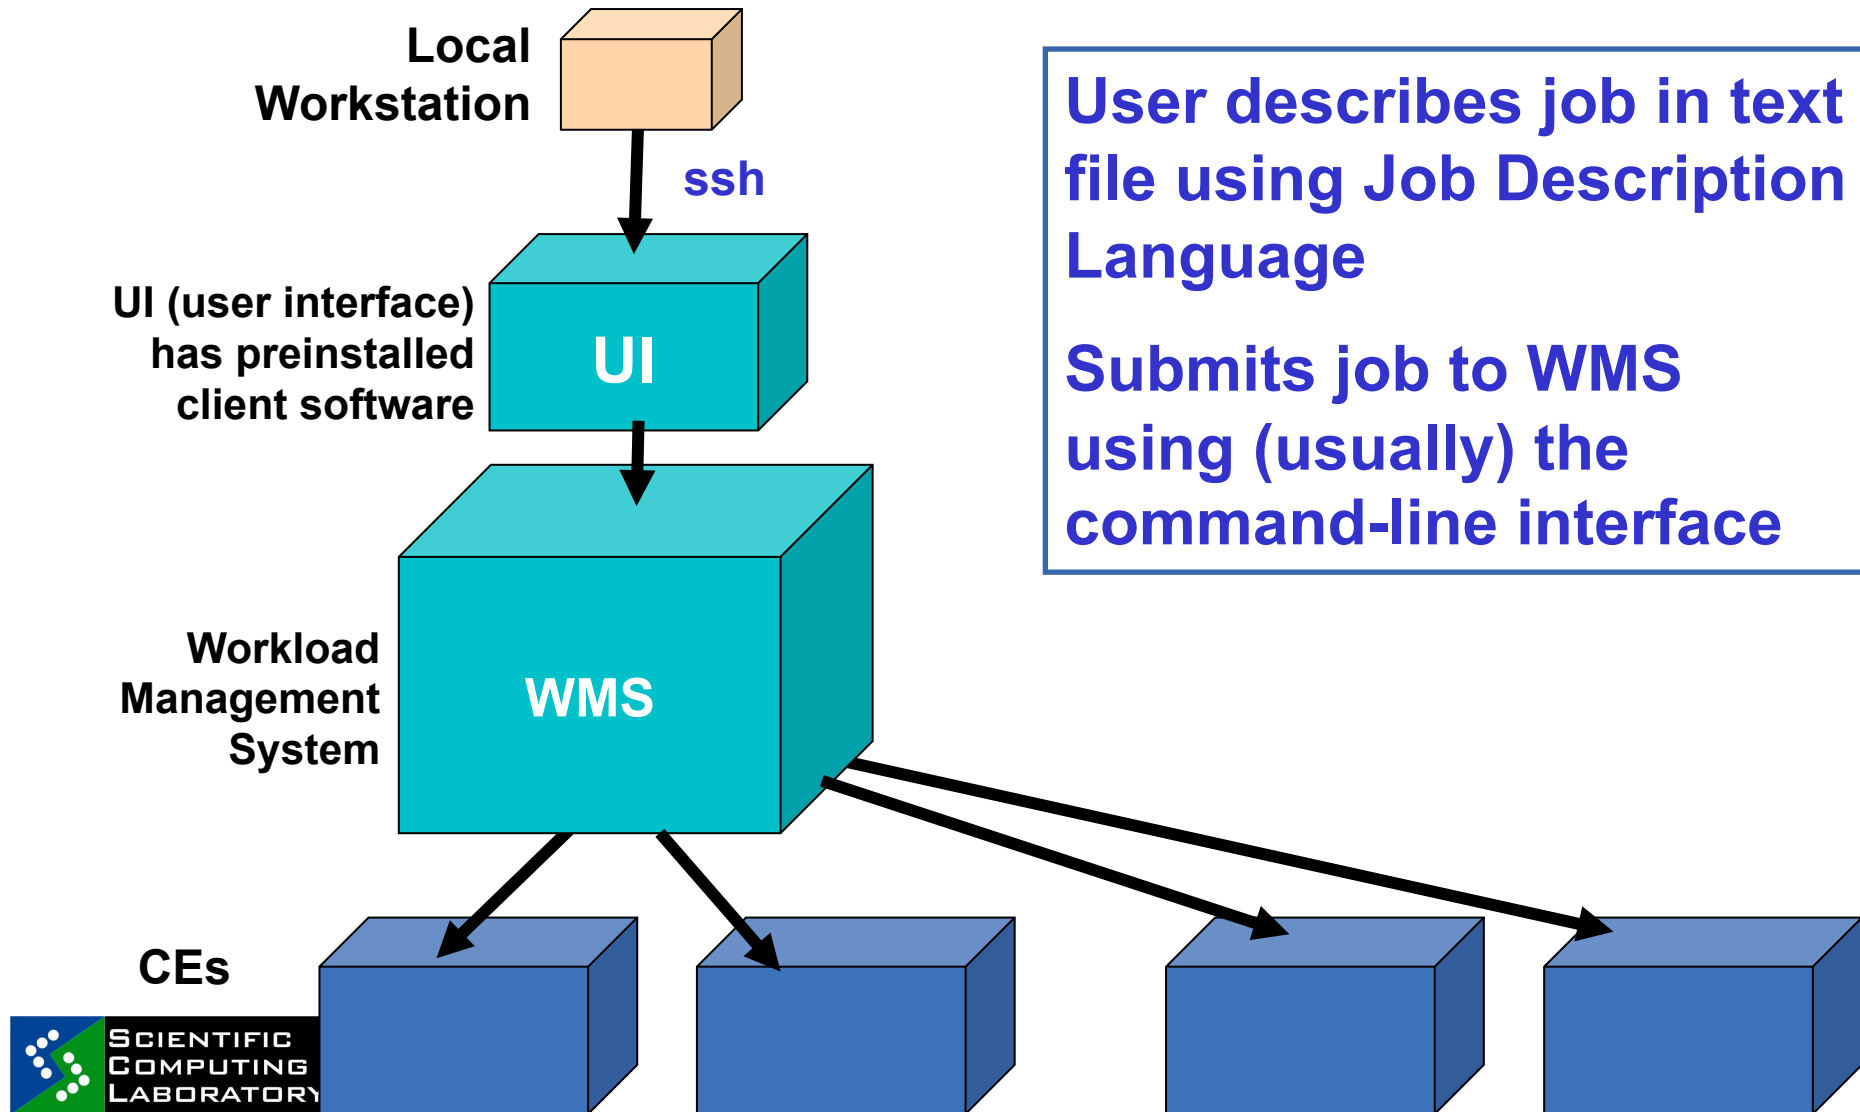 Local
Workstation
ssh
UI (user interface)
has preinstalled
client software
UI
Workload
Management
System
WMS
CEs
SCIENTIFIC
COMPUTING
LABORATORY
User describes job in text
file using Job Description
Language
Submits job to WMS
using (usually) the
command-line interface